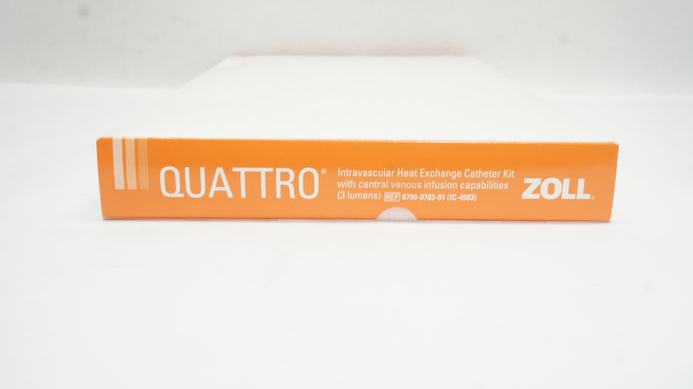 QUATTRO®
Intravascular Heat Exchange Catheter Kit
with central venous infusion capabilities
(3 lumens) REF 8700-0783-01 (IC-4593)
ZOLL®